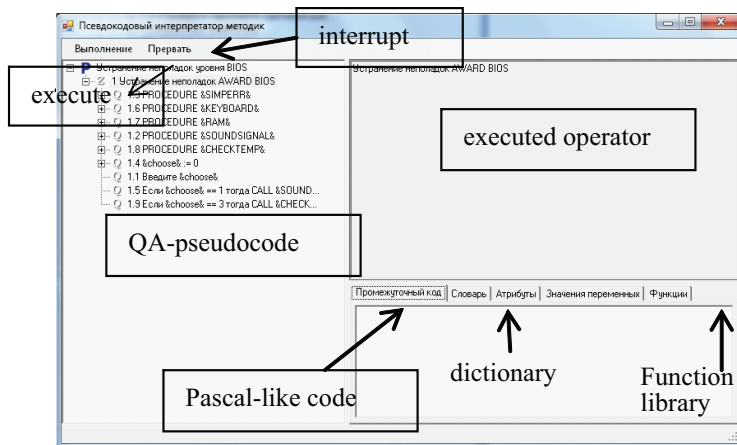 Псевдокодовый интерпретатор методик
Выполнение Прервать
interrupt
Устранение неполадок уровня BIOS
1 Устранение неполадок AWARD BIOS
execute
1.3 PROCEDURE &SIMPERR&
1.6 PROCEDURE &KEYBOARD&
1.7 PROCEDURE &RAM&
1.2 PROCEDURE &SOUNDSIGNAL&
1.8 PROCEDURE &CHECKTEMP&
1.4 &choose& := 0
1.1 Введите &choose&
1.5 Если &choose& == 1 тогда CALL &SOUND...
1.9 Если &choose& == 3 тогда CALL &CHECK...
QA-pseudocode
Устранение неполадок AWARD BIOS
executed operator
Промежуточный код Словарь Атрибуты Значения переменных Функции
Pascal-like code
dictionary
Function
library